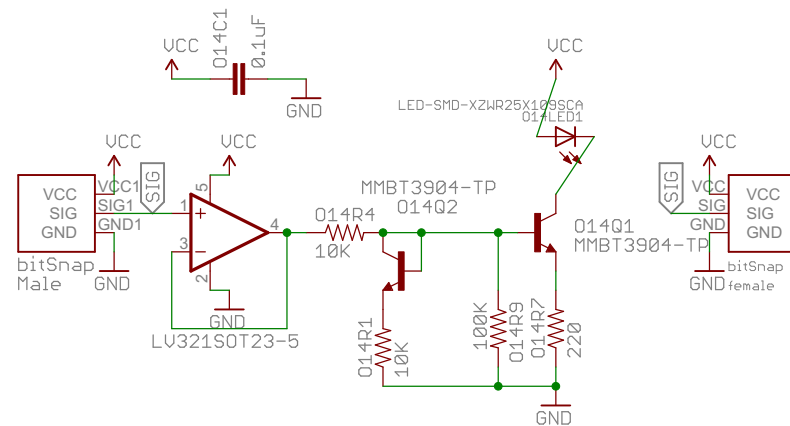 VCC
O14C1
0.1uF
GND
VCC
LED-SMD-XZWR25X109SCA
O14LED1
VCC
SIG
GND
VCC1
SIG1
GND1
VCC
SIG
GND
bitSnap
Male
VCC
5
1
+
3
-
4
2
GND
LV321SOT23-5
O14R4
10K
MMBT3904-TP
O14Q2
O14R1
10K
100K
O14R9
O14Q1
MMBT3904-TP
O14R7
220
GND
SIG
VCC
VCC
SIG
GND
VCC
SIG
GND
GND
bitSnap
female